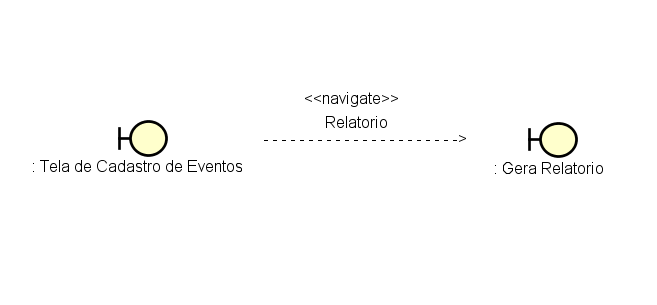 <<navigate>>
Relatorio
: Tela de Cadastro de Eventos
: Gera Relatorio